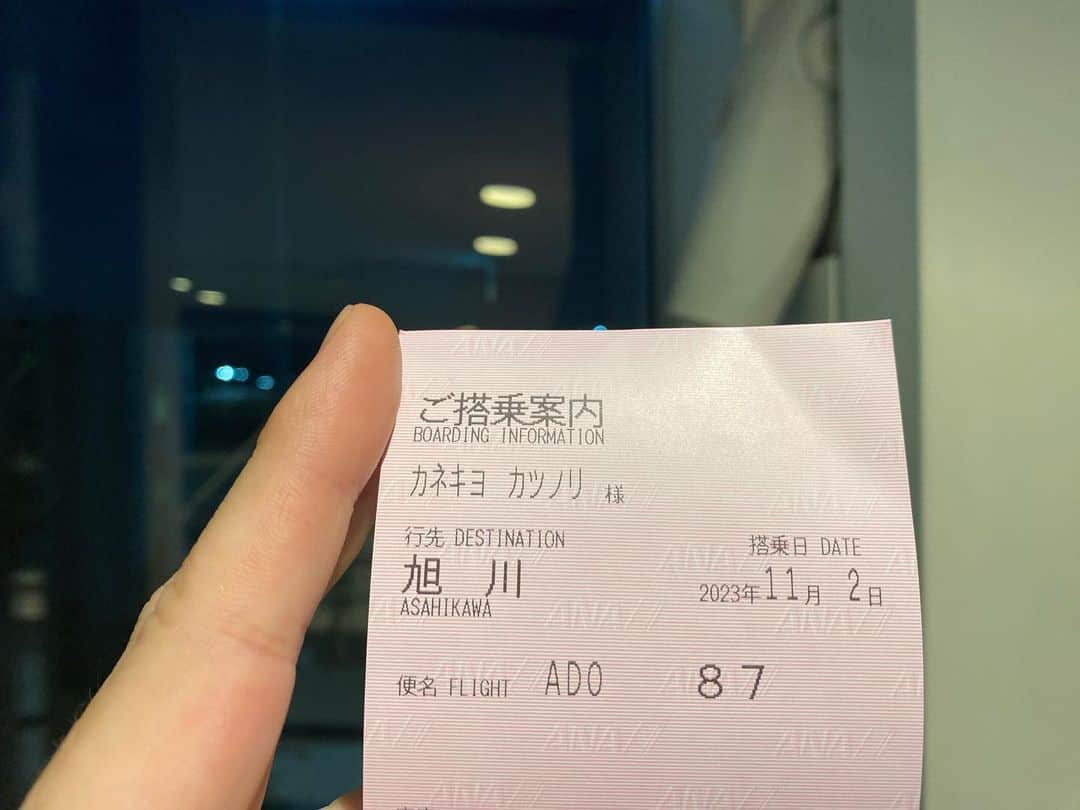 ご搭乗案内
BOARDING INFORMATION
カネキヨ カツノリ 様
行先 DESTINATION
旭 川
ASAHIKAWA
搭乗日 DATE
2023年11月 2日
便名 FLIGHT ADO 87
ANA